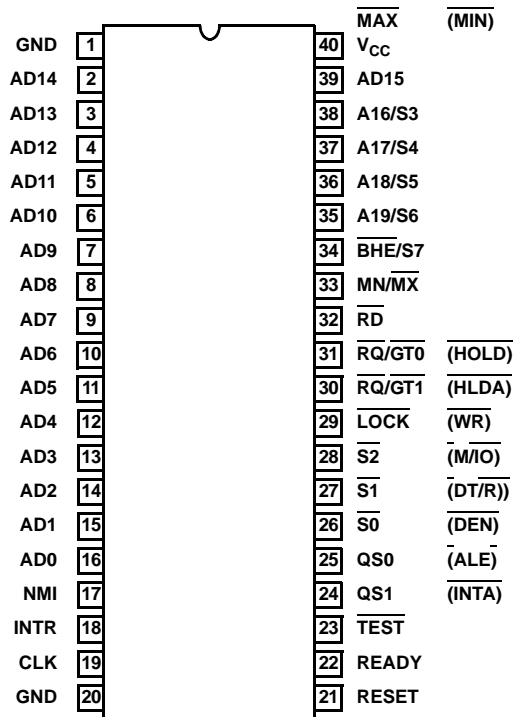 MAX (MIN)
GND 1 40 VCC
AD14 2 39 AD15
AD13 3 38 A16/S3
AD12 4 37 A17/S4
AD11 5 36 A18/S5
AD10 6 35 A19/S6
AD9 7 34 BHE/S7
AD8 8 33 MN/MX
AD7 9 32 RD
AD6 10 31 RQ/GT0 (HOLD)
AD5 11 30 RQ/GT1 (HLDA)
AD4 12 29 LOCK (WR)
AD3 13 28 S2 (M/IO)
AD2 14 27 S1 (DT/R))
AD1 15 26 S0 (DEN)
AD0 16 25 QS0 (ALE)
NMI 17 24 QS1 (INTA)
INTR 18 23 TEST
CLK 19 22 READY
GND 20 21 RESET